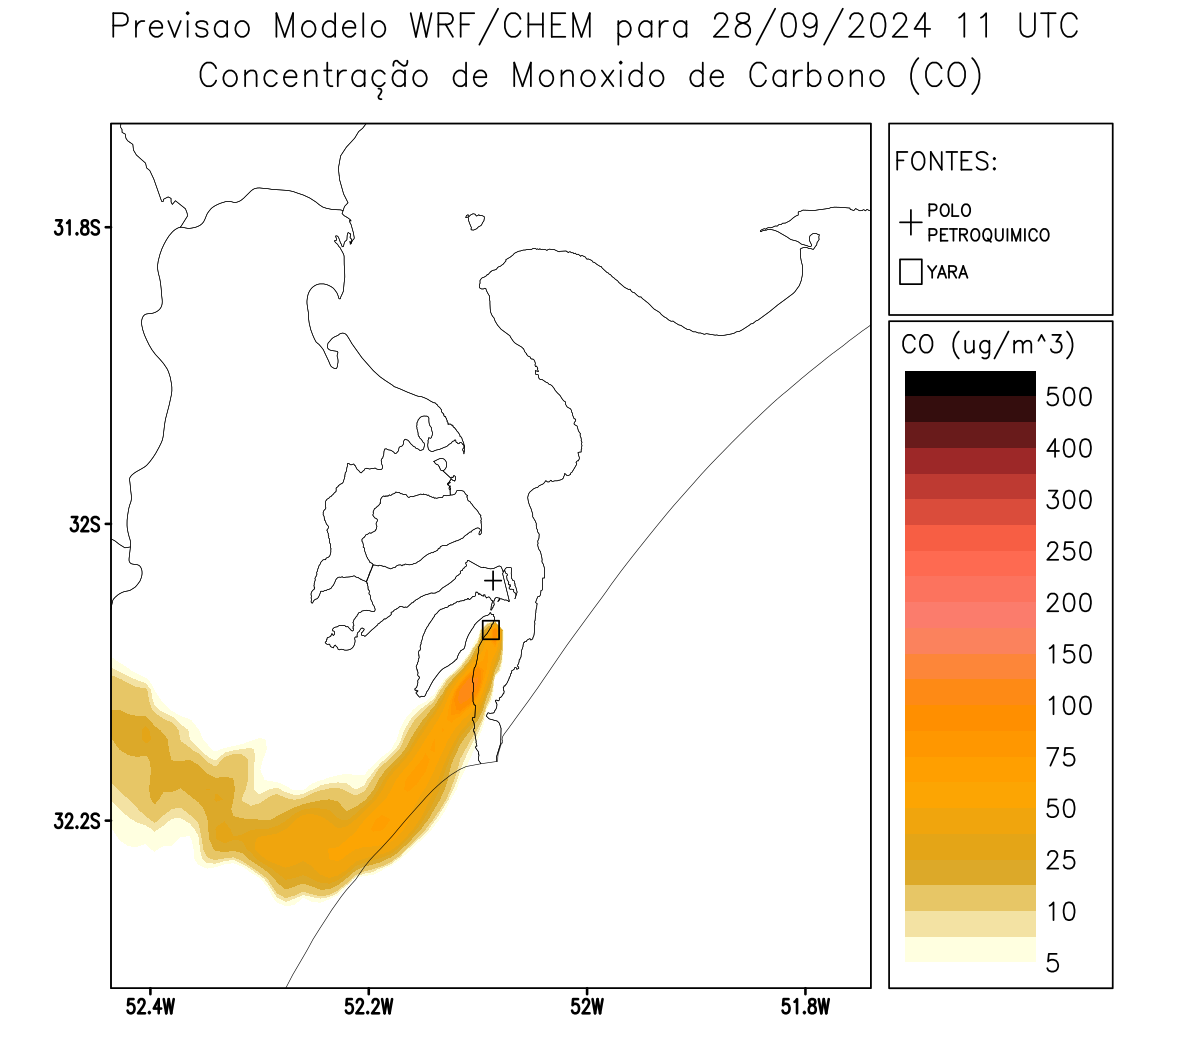 Previsao Modelo WRF/CHEM para 28/09/2024 11 UTC
Concentração de Monoxido de Carbono (CO)
FONTES:
POLO
PETROQUIMICO
YARA
CO (ug/m^3)
500
400
300
250
200
150
100
75
50
25
10
5
31.8S
32S
32.2S
52.4W
52.2W
52W
51.8W